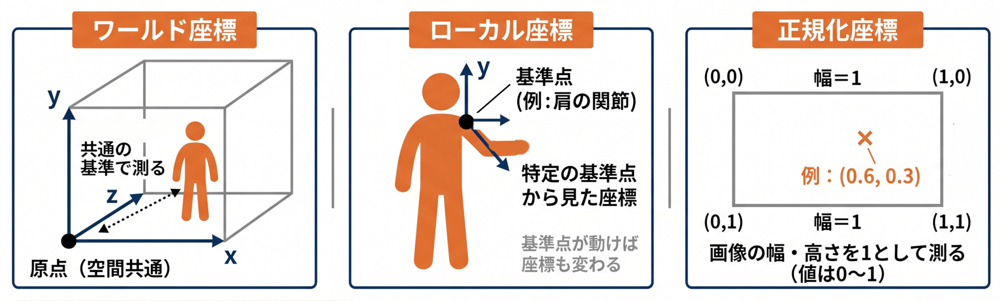 ワールド座標
y
共通の
基準で測る
z
x
原点（空間共通）
ローカル座標
y
基準点
(例：肩の関節)
特定の基準点
から見た座標
基準点が動けば
座標も変わる
正規化座標
(0,0) 幅＝1 (1,0)
例：(0.6, 0.3)
(0,1) 幅＝1 (1,1)
画像の幅・高さを1として測る
（値は0〜1）